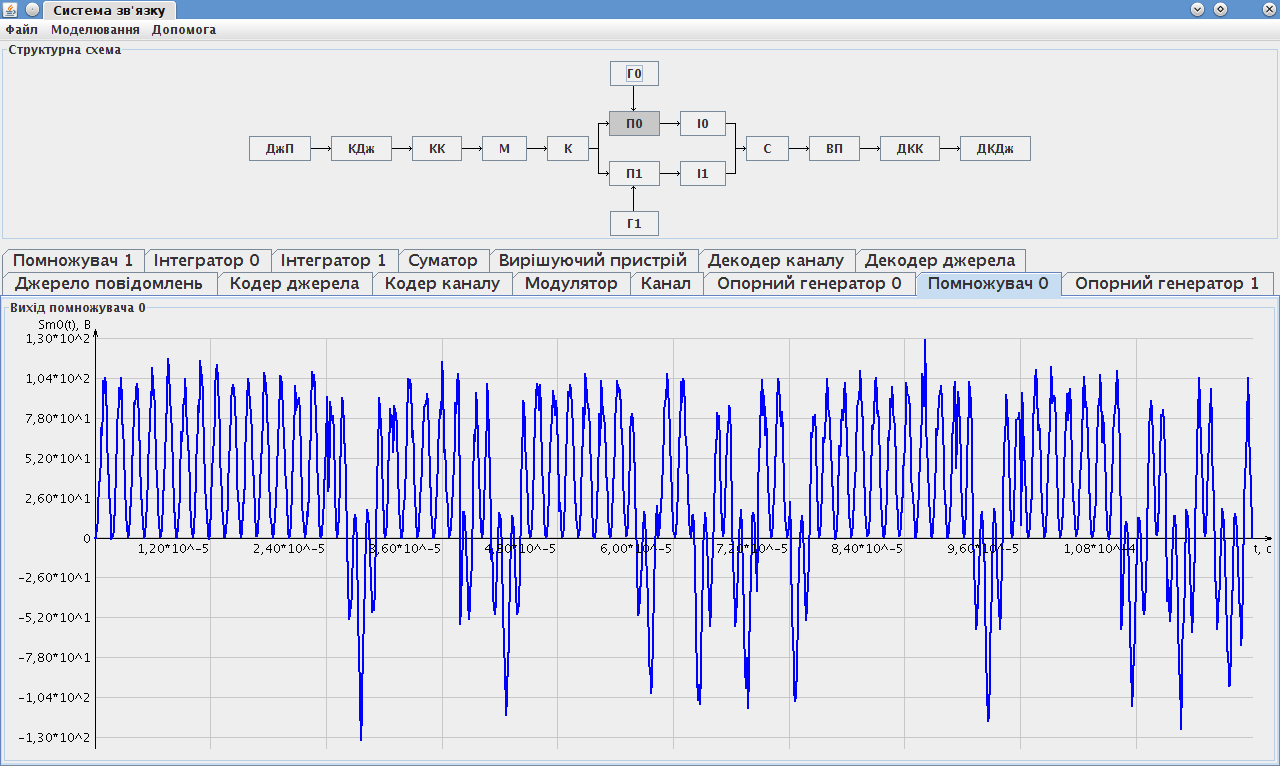 Система зв'язку
Файл Моделювання Допомога
Структурна схема
Г0
П0 І0
ДжП КДж КК М К С ВП ДКК ДКДж
П1 І1
Г1
Помножувач 1 Інтегратор 0 Інтегратор 1 Суматор Вирішуючий пристрій Декодер каналу Декодер джерела
Джерело повідомлень Кодер джерела Кодер каналу Модулятор Канал Опорний генератор 0 Помножувач 0 Опорний генератор 1
Вихід помножувача 0
Sm0(t), В
1,30*10^2
1,04*10^2
7,80*10^1
5,20*10^1
2,60*10^1
0
1,20*10^-5 2,40*10^-5 3,60*10^-5 4,80*10^-5 6,00*10^-5 7,20*10^-5 8,40*10^-5 9,60*10^-5 1,08*10^-4 t, с
-2,60*10^1
-5,20*10^1
-7,80*10^1
-1,04*10^2
-1,30*10^2